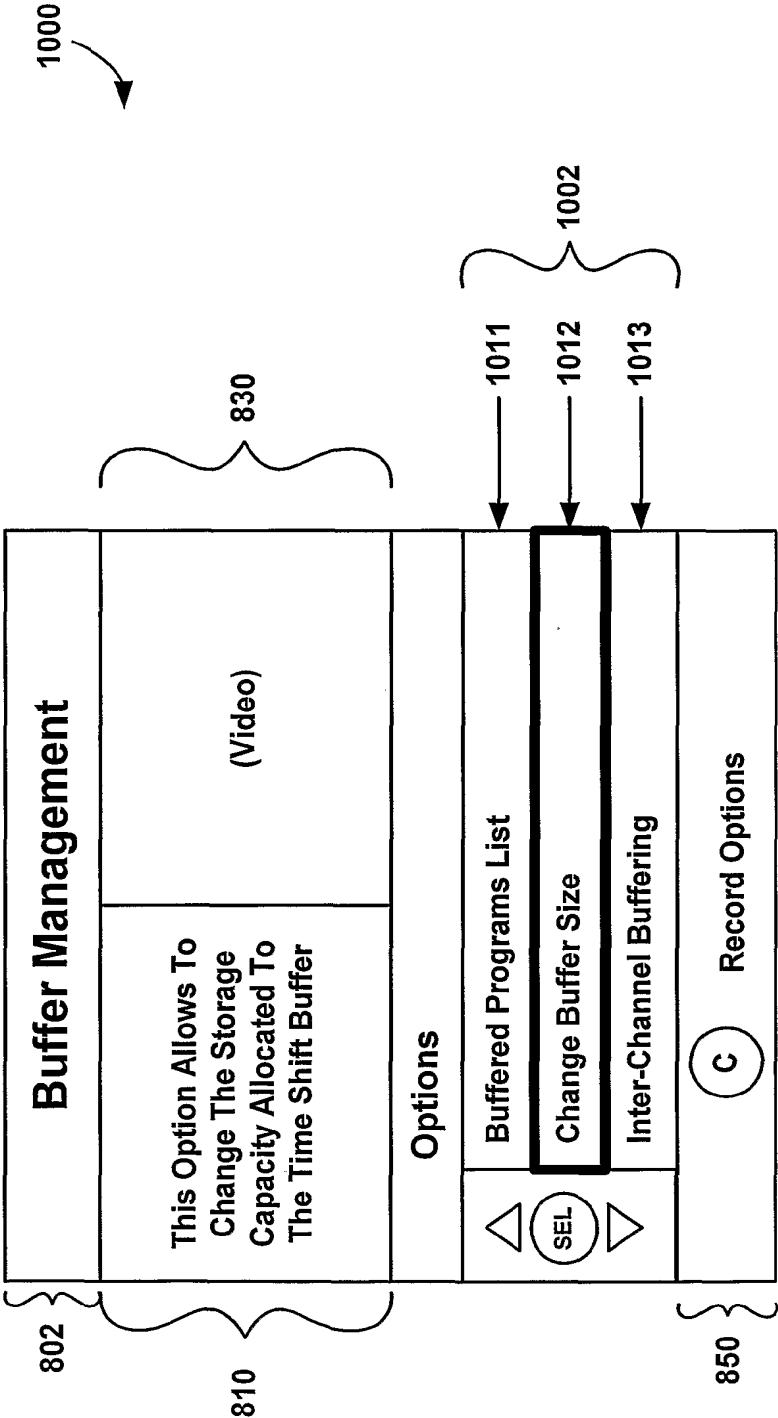 1000
Buffer Management
802
This Option Allows To
Change The Storage
Capacity Allocated To
The Time Shift Buffer
(Video)
810
830
Options
SEL
Buffered Programs List
Change Buffer Size
Inter-Channel Buffering
1011
1012
1013
1002
C
Record Options
850